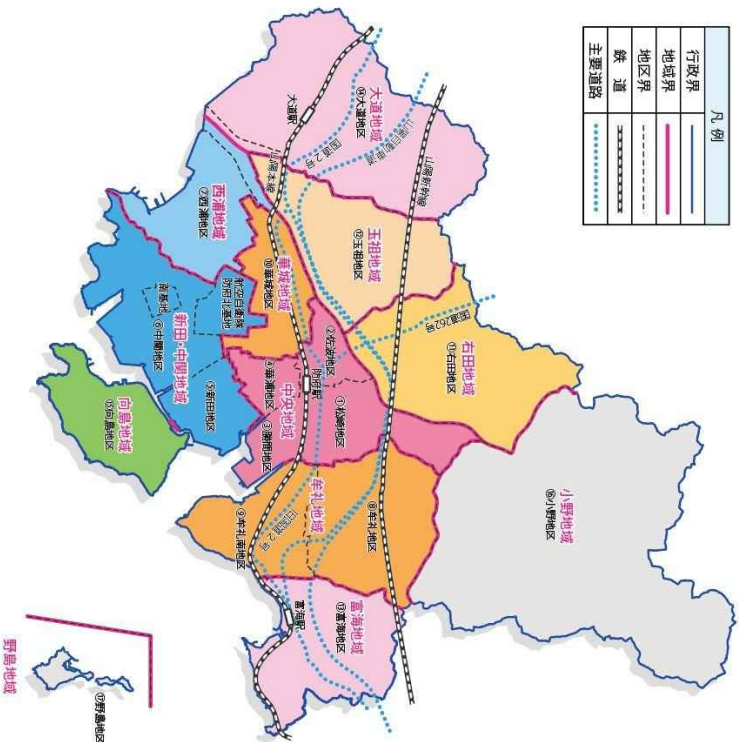 凡例
行政界
地域界
地区界
鉄道
主要道路
大道地域
⑭大道地区
大道駅
国道2号
山陽自動車道
山陽新幹線
山陽本線
玉祖地域
⑫玉祖地区
西浦地域
⑦西浦地区
華城地域
⑩華城地区
右田地域
⑪右田地区
国道262号
航空自衛隊
防府北基地
南基地
新田・中関地域
⑥中関地区
⑤新田地区
②佐波地区
防府駅
①松崎地区
④華浦地区
中央地域
③勝間地区
向島地域
⑮向島地区
小野地域
⑯小野地区
牟礼地域
⑧牟礼地区
旧国道2号
⑨牟礼南地区
富海地域
⑬富海地区
富海駅
⑰野島地区
野島地域